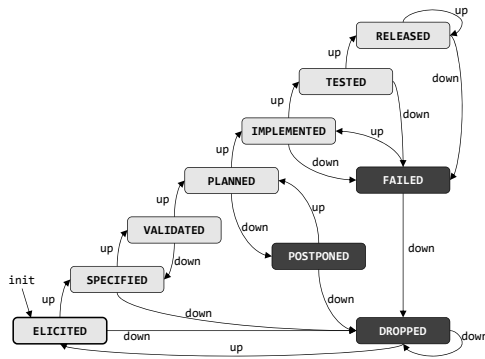 up
RELEASED
up
TESTED
down
up
IMPLEMENTED
up
down
up
down
FAILED
PLANNED
up
up
VALIDATED
down
up
down
POSTPONED
down
init
SPECIFIED
up
down
down
ELICITED
down
DROPPED
down
up